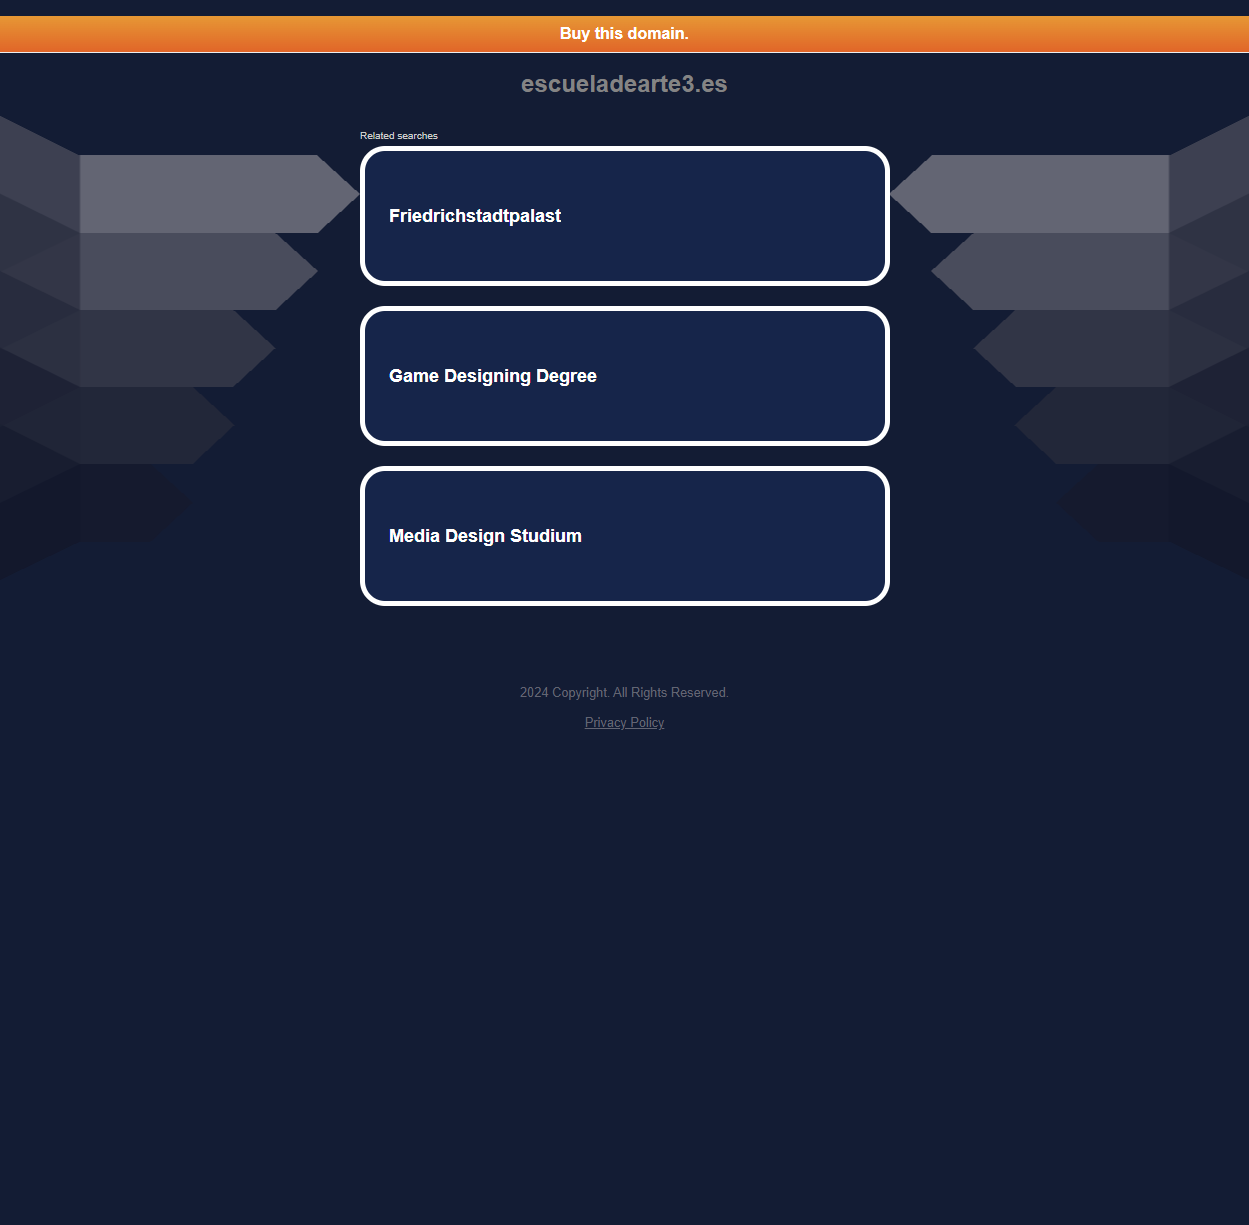 Buy this domain.
escueladearte3.es
Related searches
Friedrichstadtpalast
Game Designing Degree
Media Design Studium
2024 Copyright. All Rights Reserved.
Privacy Policy